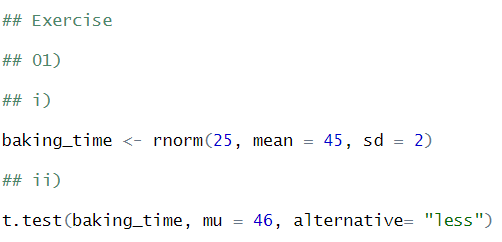 ## Exercise
## 01)
## i)
baking_time <- rnorm(25, mean = 45, sd = 2)
## ii)
t.test(baking_time, mu = 46, alternative= "less")